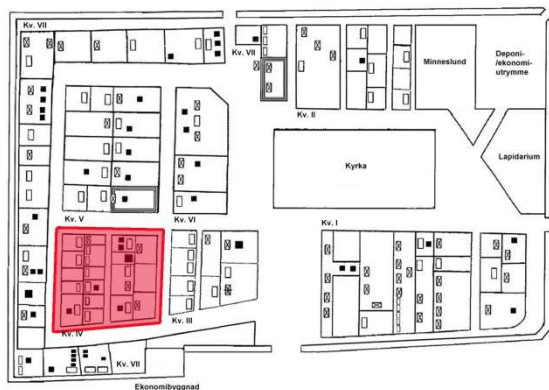 Kv. VII
Kv. VII
Kv. II
Minneslund
Deponi-
/ekonomi-
utrymme
Kyrka
Lapidarium
Kv. V
Kv. VI
Kv. I
Kv. IV
Kv. III
Kv. VII
Ekonomibyggnad